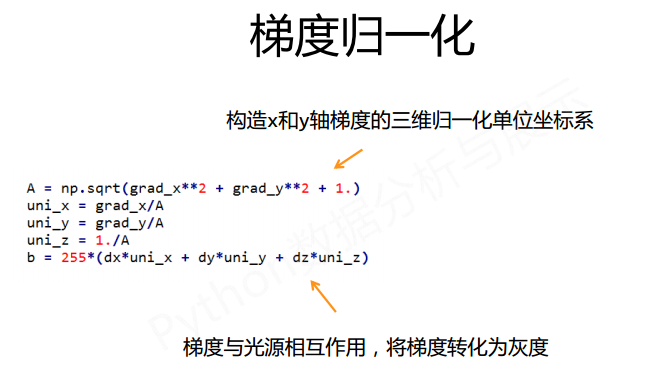 梯度归一化
构造x和y轴梯度的三维归一化单位坐标系
A = np.sqrt(grad_x**2 + grad_y**2 + 1.)
uni_x = grad_x/A
uni_y = grad_y/A
uni_z = 1./A
b = 255*(dx*uni_x + dy*uni_y + dz*uni_z)
梯度与光源相互作用，将梯度转化为灰度
Python数据分析与展示